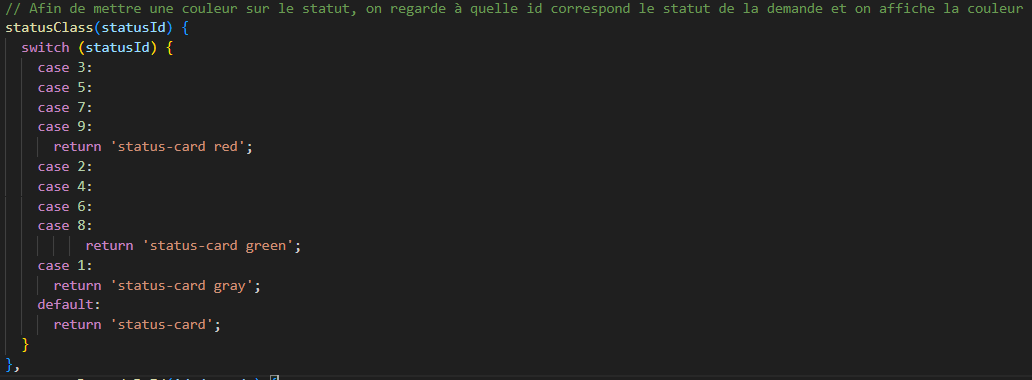 // Afin de mettre une couleur sur le statut, on regarde à quelle id correspond le statut de la demande et on affiche la couleur
statusClass(statusId) {
switch (statusId) {
case 3:
case 5:
case 7:
case 9:
return 'status-card red';
case 2:
case 4:
case 6:
case 8:
return 'status-card green';
case 1:
return 'status-card gray';
default:
return 'status-card';
}
},